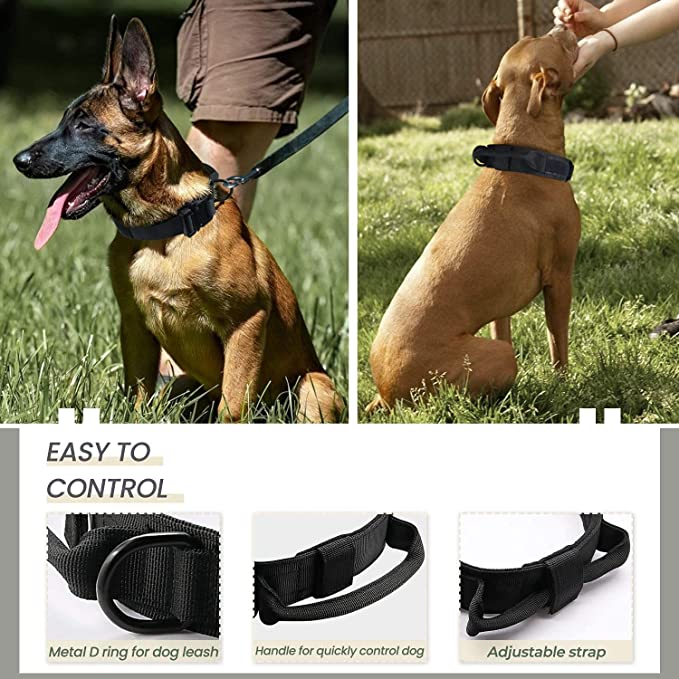 EASY TO
CONTROL
Metal D ring for dog leash
Handle for quickly control dog
Adjustable strap